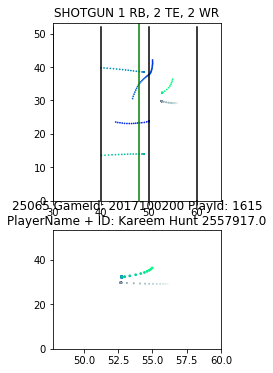 SHOTGUN 1 RB, 2 TE, 2 WR
50
40
30
20
10
0
30 40 50 60
25065 GameId: 2017100200 PlayId: 1615
PlayerName + ID: Kareem Hunt 2557917.0
40
20
0
50.0 52.5 55.0 57.5 60.0